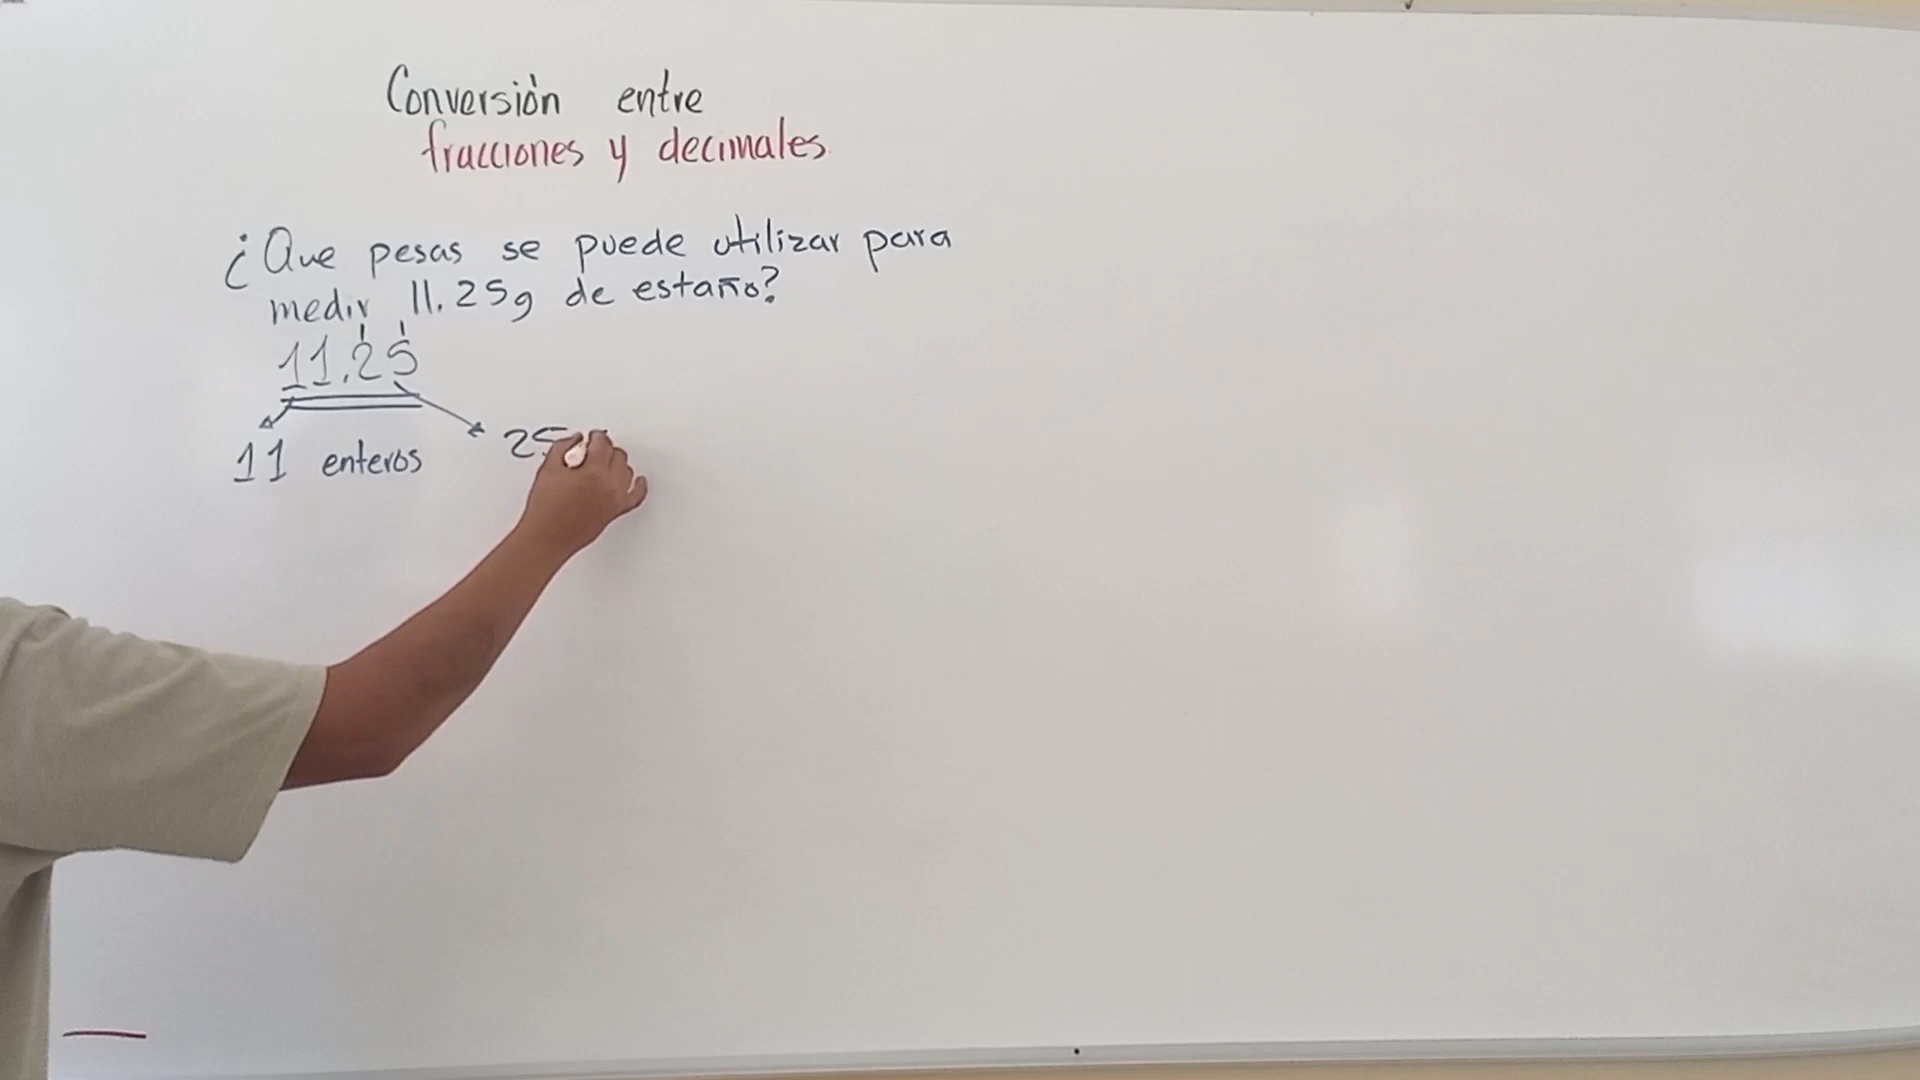 Conversión entre
fracciones y decimales
¿Que pesas se puede utilizar para
medir 11.25g de estaño?
11.25
11 enteros
25